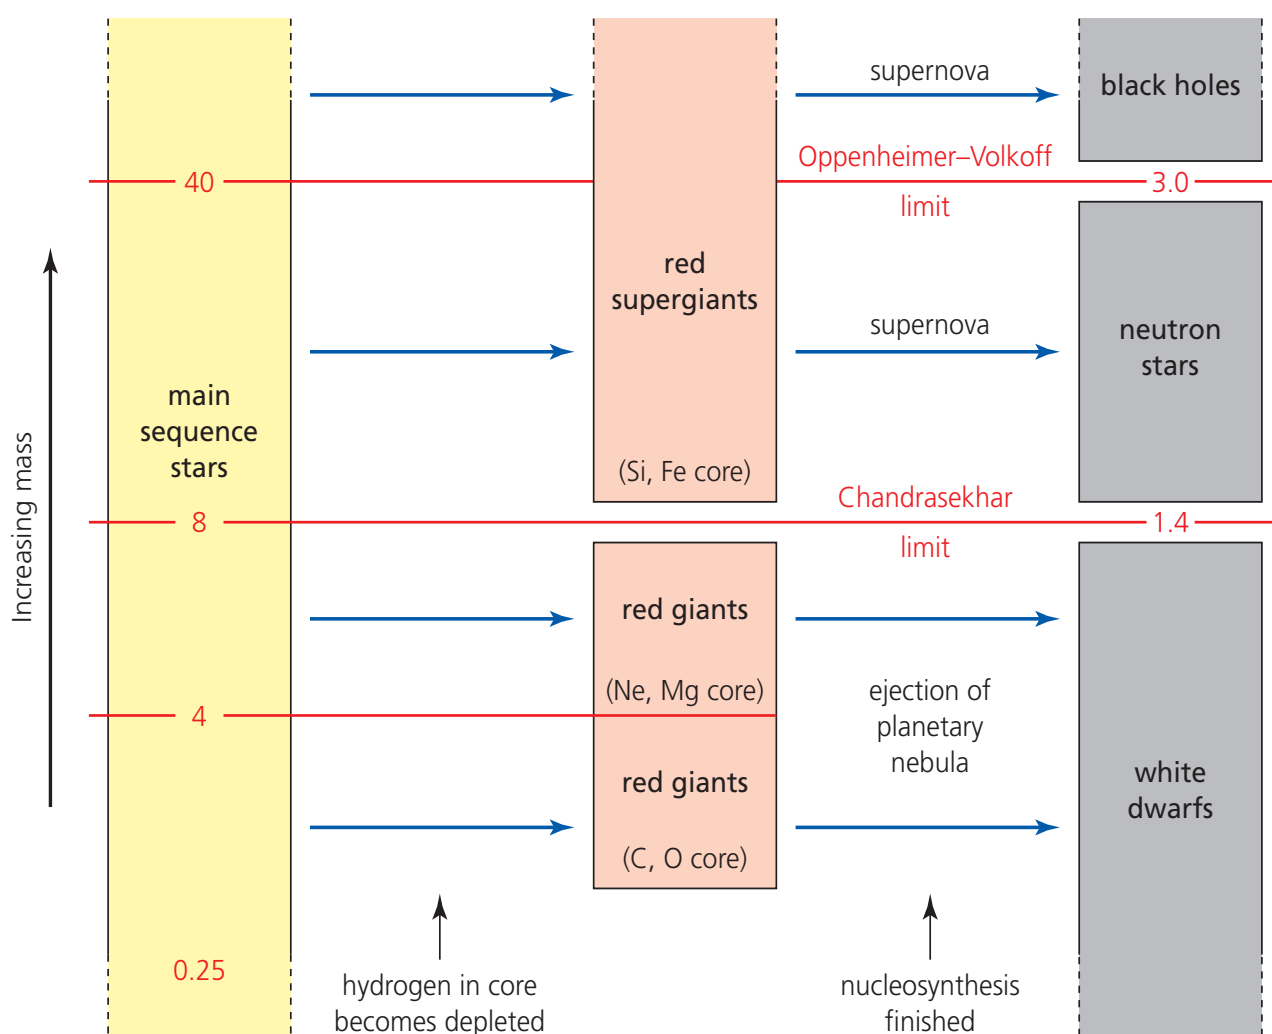 supernova
black holes
Oppenheimer–Volkoff
40
3.0
limit
red
supergiants
supernova
neutron
stars
main
sequence
stars
Increasing mass
(Si, Fe core)
Chandrasekhar
8
1.4
limit
red giants
(Ne, Mg core)
ejection of
planetary
nebula
4
red giants
white
dwarfs
(C, O core)
0.25
hydrogen in core
becomes depleted
nucleosynthesis
finished